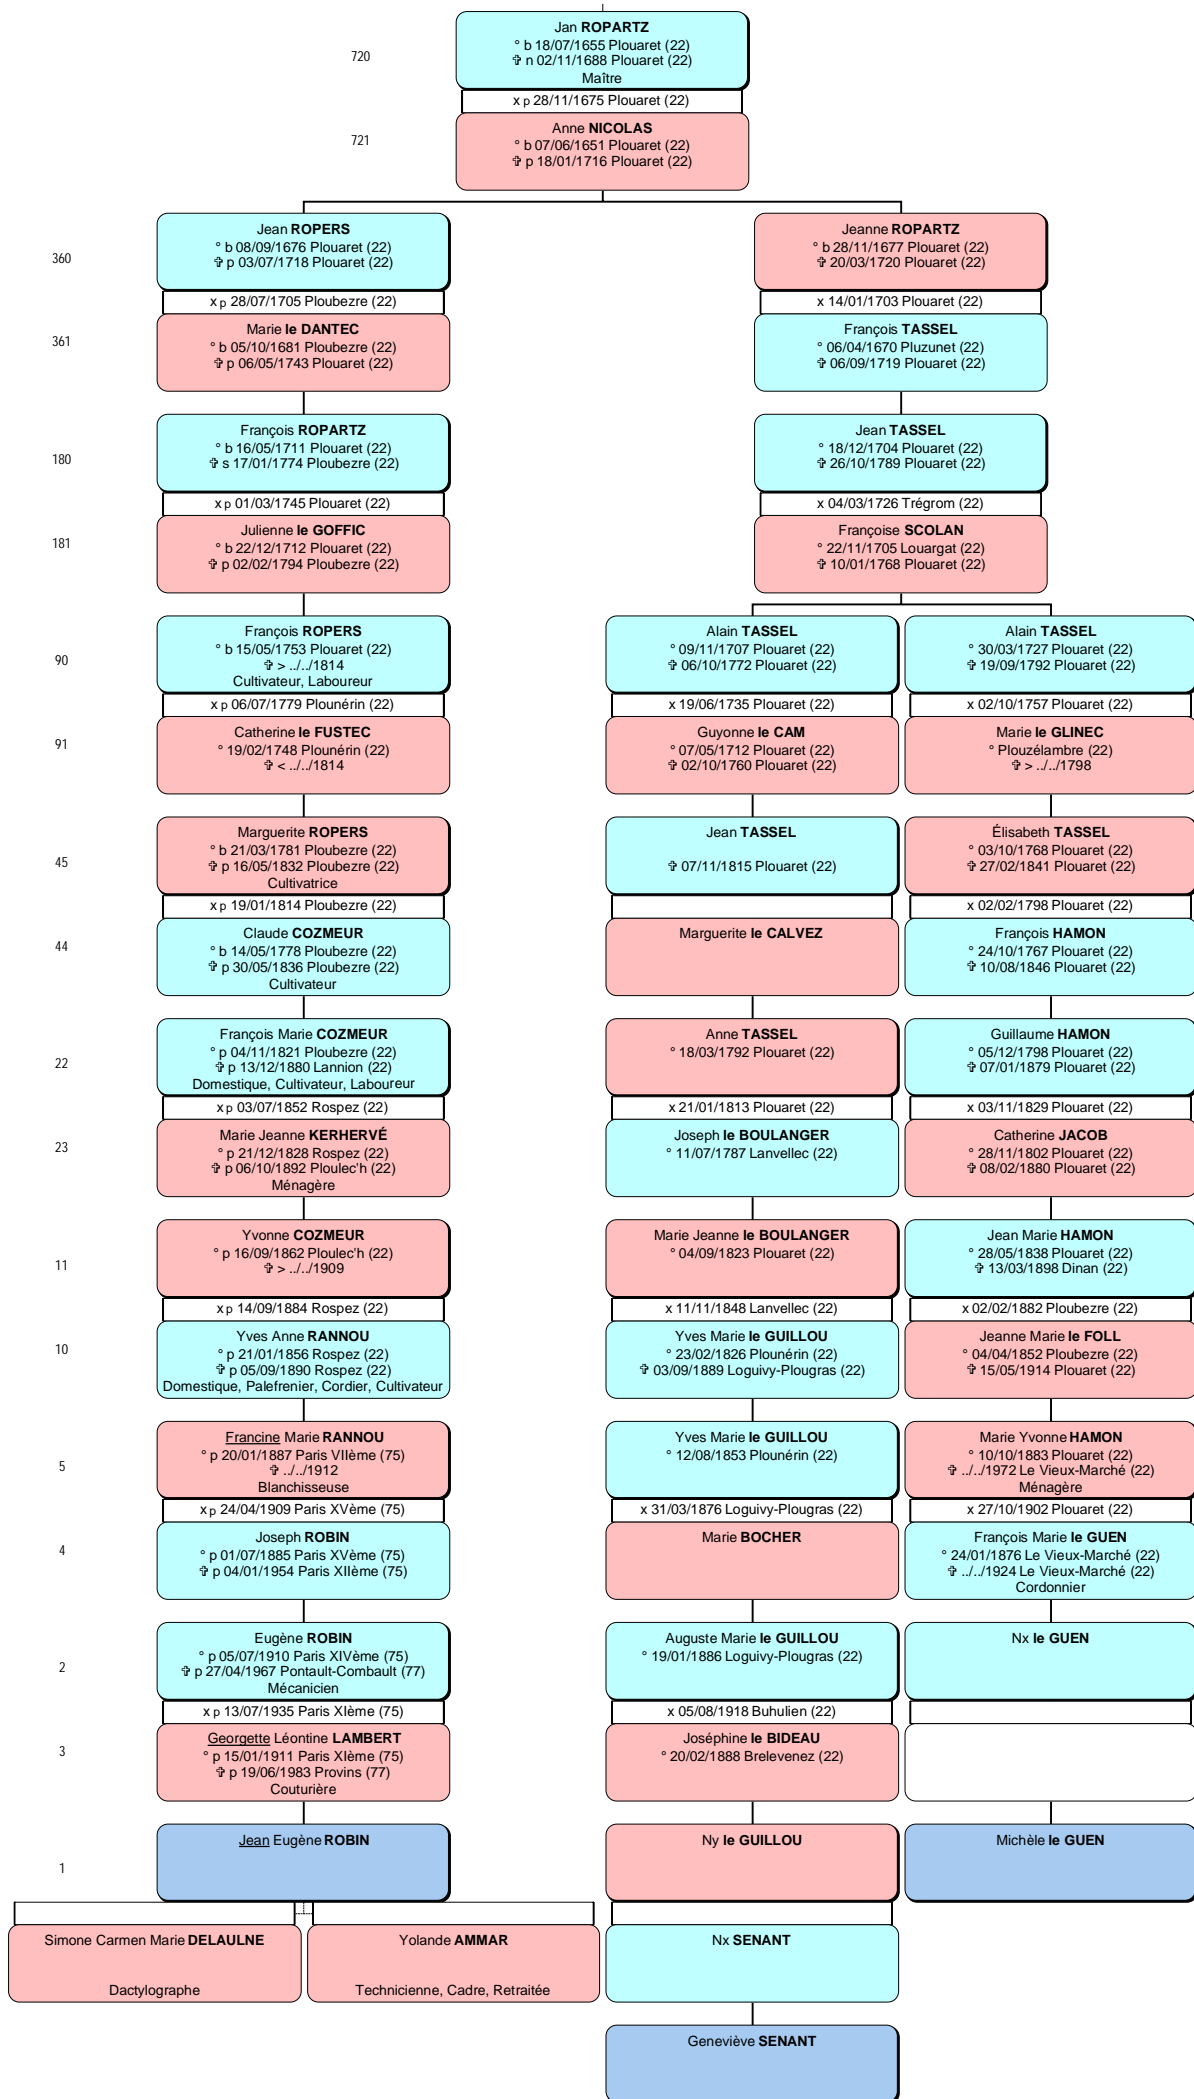 Jan ROPARTZ
° b 18/07/1655 Plouaret (22)
✞ n 02/11/1688 Plouaret (22)
Maître
720
x p 28/11/1675 Plouaret (22)
Anne NICOLAS
° b 07/06/1651 Plouaret (22)
✞ p 18/01/1716 Plouaret (22)
721
Jean ROPERS
° b 08/09/1676 Plouaret (22)
✞ p 03/07/1718 Plouaret (22)
360
x p 28/07/1705 Ploubezre (22)
Marie le DANTEC
° b 05/10/1681 Ploubezre (22)
✞ p 06/05/1743 Plouaret (22)
361
Jeanne ROPARTZ
° b 28/11/1677 Plouaret (22)
✞ 20/03/1720 Plouaret (22)
x 14/01/1703 Plouaret (22)
François TASSEL
° 06/04/1670 Pluzunet (22)
✞ 06/09/1719 Plouaret (22)
François ROPARTZ
° b 16/05/1711 Plouaret (22)
✞ s 17/01/1774 Ploubezre (22)
180
x p 01/03/1745 Plouaret (22)
Julienne le GOFFIC
° b 22/12/1712 Plouaret (22)
✞ p 02/02/1794 Ploubezre (22)
181
Jean TASSEL
° 18/12/1704 Plouaret (22)
✞ 26/10/1789 Plouaret (22)
x 04/03/1726 Trégrom (22)
Françoise SCOLAN
° 22/11/1705 Louargat (22)
✞ 10/01/1768 Plouaret (22)
François ROPERS
° b 15/05/1753 Plouaret (22)
✞ > ../../1814
Cultivateur, Laboureur
90
x p 06/07/1779 Plounérin (22)
Catherine le FUSTEC
° 19/02/1748 Plounérin (22)
✞ < ../../1814
91
Alain TASSEL
° 09/11/1707 Plouaret (22)
✞ 06/10/1772 Plouaret (22)
x 19/06/1735 Plouaret (22)
Guyonne le CAM
° 07/05/1712 Plouaret (22)
✞ 02/10/1760 Plouaret (22)
Alain TASSEL
° 30/03/1727 Plouaret (22)
✞ 19/09/1792 Plouaret (22)
x 02/10/1757 Plouaret (22)
Marie le GLINEC
° Plouzélambre (22)
✞ > ../../1798
Marguerite ROPERS
° b 21/03/1781 Ploubezre (22)
✞ p 16/05/1832 Ploubezre (22)
Cultivatrice
45
x p 19/01/1814 Ploubezre (22)
Claude COZMEUR
° b 14/05/1778 Ploubezre (22)
✞ p 30/05/1836 Ploubezre (22)
Cultivateur
44
Jean TASSEL
✞ 07/11/1815 Plouaret (22)
Marguerite le CALVEZ
Élisabeth TASSEL
° 03/10/1768 Plouaret (22)
✞ 27/02/1841 Plouaret (22)
x 02/02/1798 Plouaret (22)
François HAMON
° 24/10/1767 Plouaret (22)
✞ 10/08/1846 Plouaret (22)
François Marie COZMEUR
° p 04/11/1821 Ploubezre (22)
✞ p 13/12/1880 Lannion (22)
Domestique, Cultivateur, Laboureur
22
x p 03/07/1852 Rospez (22)
Marie Jeanne KERHERVÉ
° p 21/12/1828 Rospez (22)
✞ p 06/10/1892 Ploulec'h (22)
Ménagère
23
Anne TASSEL
° 18/03/1792 Plouaret (22)
x 21/01/1813 Plouaret (22)
Joseph le BOULANGER
° 11/07/1787 Lanvellec (22)
Guillaume HAMON
° 05/12/1798 Plouaret (22)
✞ 07/01/1879 Plouaret (22)
x 03/11/1829 Plouaret (22)
Catherine JACOB
° 28/11/1802 Plouaret (22)
✞ 08/02/1880 Plouaret (22)
Yvonne COZMEUR
° p 16/09/1862 Ploulec'h (22)
✞ > ../../1909
11
x p 14/09/1884 Rospez (22)
Yves Anne RANNOU
° p 21/01/1856 Rospez (22)
✞ p 05/09/1890 Rospez (22)
Domestique, Palefrenier, Cordier, Cultivateur
10
Marie Jeanne le BOULANGER
° 04/09/1823 Plouaret (22)
x 11/11/1848 Lanvellec (22)
Yves Marie le GUILLOU
° 23/02/1826 Plounérin (22)
✞ 03/09/1889 Loguivy-Plougras (22)
Jean Marie HAMON
° 28/05/1838 Plouaret (22)
✞ 13/03/1898 Dinan (22)
x 02/02/1882 Ploubezre (22)
Jeanne Marie le FOLL
° 04/04/1852 Ploubezre (22)
✞ 15/05/1914 Plouaret (22)
Francine Marie RANNOU
° p 20/01/1887 Paris VIIème (75)
✞ ../../1912
Blanchisseuse
5
x p 24/04/1909 Paris XVème (75)
Joseph ROBIN
° p 01/07/1885 Paris XVème (75)
✞ p 04/01/1954 Paris XIIème (75)
4
Yves Marie le GUILLOU
° 12/08/1853 Plounérin (22)
x 31/03/1876 Loguivy-Plougras (22)
Marie BOCHER
Marie Yvonne HAMON
° 10/10/1883 Plouaret (22)
✞ ../../1972 Le Vieux-Marché (22)
Ménagère
x 27/10/1902 Plouaret (22)
François Marie le GUEN
° 24/01/1876 Le Vieux-Marché (22)
✞ ../../1924 Le Vieux-Marché (22)
Cordonnier
Eugène ROBIN
° p 05/07/1910 Paris XIVème (75)
✞ p 27/04/1967 Pontault-Combault (77)
Mécanicien
2
x p 13/07/1935 Paris XIème (75)
Georgette Léontine LAMBERT
° p 15/01/1911 Paris XIème (75)
✞ p 19/06/1983 Provins (77)
Couturière
3
Auguste Marie le GUILLOU
° 19/01/1886 Loguivy-Plougras (22)
x 05/08/1918 Buhulien (22)
Joséphine le BIDEAU
° 20/02/1888 Brelevenez (22)
Nx le GUEN
Jean Eugène ROBIN
1
Ny le GUILLOU
Michèle le GUEN
Simone Carmen Marie DELAULNE
Dactylographe
Yolande AMMAR
Technicienne, Cadre, Retraitée
Nx SENANT
Geneviève SENANT